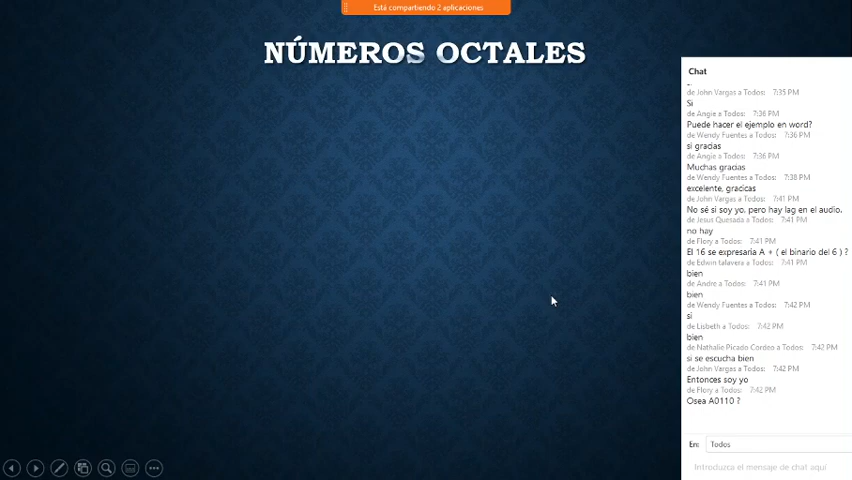 Está compartiendo 2 aplicaciones
NÚMEROS OCTALES
Chat
de John Vargas a Todos: 7:35 PM
Si
de Angie a Todos: 7:36 PM
Puede hacer el ejemplo en word?
de Wendy Fuentes a Todos: 7:36 PM
si gracias
de Angie a Todos: 7:36 PM
Muchas gracias
de Wendy Fuentes a Todos: 7:38 PM
excelente, gracicas
de John Vargas a Todos: 7:41 PM
No sé si soy yo, pero hay lag en el audio.
de Jesus Quesada a Todos: 7:41 PM
no hay
de Flory a Todos: 7:41 PM
El 16 se expresaria A + ( el binario del 6 ) ?
de Edwin talavera a Todos: 7:41 PM
bien
de Andre a Todos: 7:41 PM
bien
de Wendy Fuentes a Todos: 7:42 PM
si
de Lisbeth a Todos: 7:42 PM
bien
de Nathalie Picado Cordeo a Todos: 7:42 PM
si se escucha bien
de John Vargas a Todos: 7:42 PM
Entonces soy yo
de Flory a Todos: 7:42 PM
Osea A0110 ?
En: Todos
Introduzca el mensaje de chat aquí